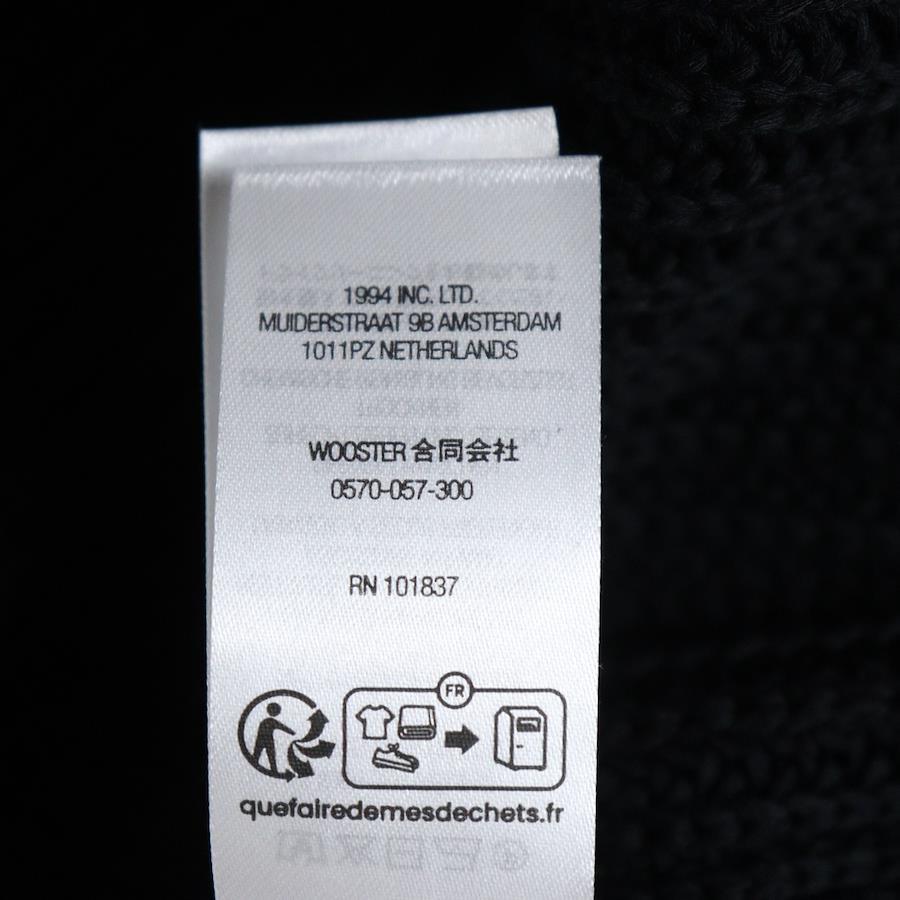 1994 INC. LTD.
MUIDERSTRAAT 9B AMSTERDAM
1011PZ NETHERLANDS
WOOSTER 合同会社
0570-057-300
RN 101837
FR
quefairedemesdechets.fr